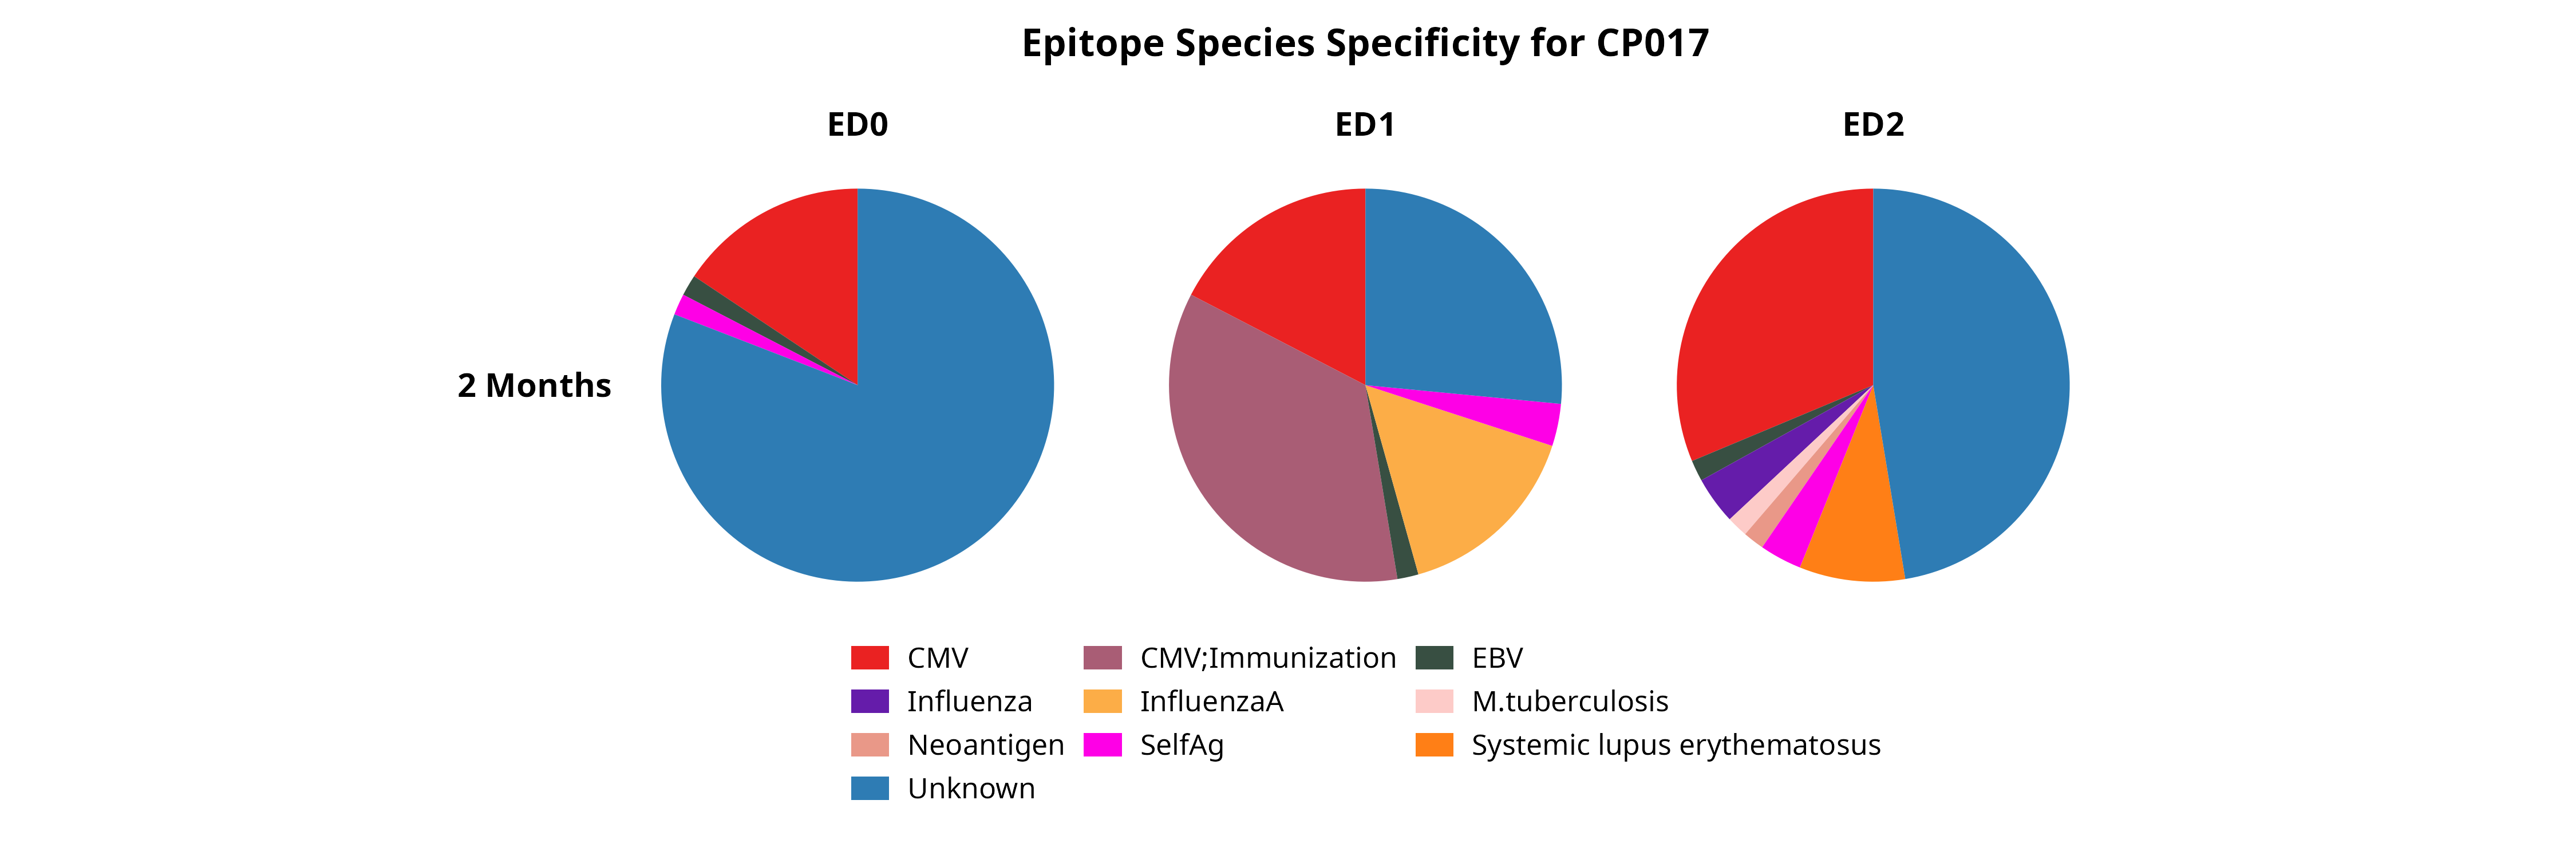 Epitope Species Specificity for CP017
ED0 ED1 ED2
2 Months
CMV CMV;Immunization EBV
Influenza InfluenzaA M.tuberculosis
Neoantigen SelfAg Systemic lupus erythematosus
Unknown